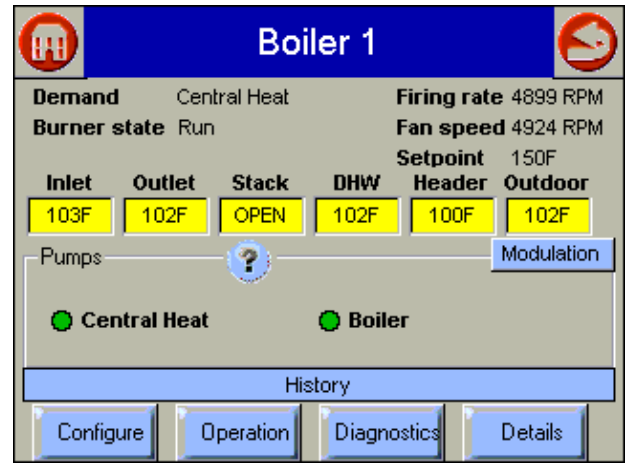 Boiler 1
Demand Central Heat Firing rate 4899 RPM
Burner state Run Fan speed 4924 RPM
Setpoint 150F
Inlet Outlet Stack DHW Header Outdoor
103F 102F OPEN 102F 100F 102F
Pumps ? Modulation
Central Heat Boiler
History
Configure Operation Diagnostics Details